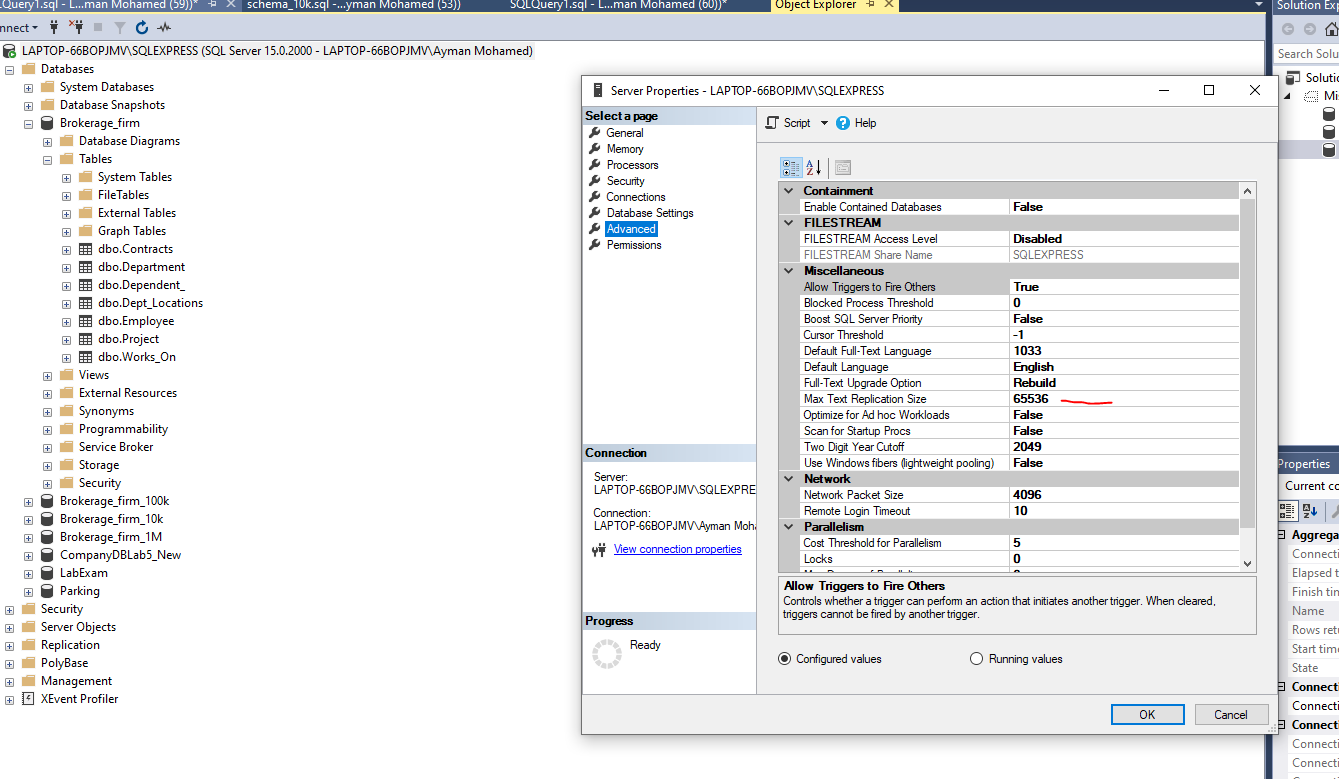 LQuery1.sql - L...man Mohamed (59))*
schema_10k.sql -...yman Mohamed (53))
SQLQuery1.sql - L...man Mohamed (60))*
Object Explorer
Solution Exp
nnect
LAPTOP-66BOPJMV\SQLEXPRESS (SQL Server 15.0.2000 - LAPTOP-66BOPJMV\Ayman Mohamed)
Databases
System Databases
Database Snapshots
Brokerage_firm
Database Diagrams
Tables
System Tables
FileTables
External Tables
Graph Tables
dbo.Contracts
dbo.Department
dbo.Dependent_
dbo.Dept_Locations
dbo.Employee
dbo.Project
dbo.Works_On
Views
External Resources
Synonyms
Programmability
Service Broker
Storage
Security
Brokerage_firm_100k
Brokerage_firm_10k
Brokerage_firm_1M
CompanyDBLab5_New
LabExam
Parking
Security
Server Objects
Replication
PolyBase
Management
XEvent Profiler
Server Properties - LAPTOP-66BOPJMV\SQLEXPRESS
Select a page
General
Memory
Processors
Security
Connections
Database Settings
Advanced
Permissions
Connection
Server:
LAPTOP-66BOPJMV\SQLEXPRE
Connection:
LAPTOP-66BOPJMV\Ayman Moha
View connection properties
Progress
Ready
Script Help
Containment
Enable Contained Databases False
FILESTREAM
FILESTREAM Access Level Disabled
FILESTREAM Share Name SQLEXPRESS
Miscellaneous
Allow Triggers to Fire Others True
Blocked Process Threshold 0
Boost SQL Server Priority False
Cursor Threshold -1
Default Full-Text Language 1033
Default Language English
Full-Text Upgrade Option Rebuild
Max Text Replication Size 65536
Optimize for Ad hoc Workloads False
Scan for Startup Procs False
Two Digit Year Cutoff 2049
Use Windows fibers (lightweight pooling) False
Network
Network Packet Size 4096
Remote Login Timeout 10
Parallelism
Cost Threshold for Parallelism 5
Locks 0
Allow Triggers to Fire Others
Controls whether a trigger can perform an action that initiates another trigger. When cleared,
triggers cannot be fired by another trigger.
Configured values Running values
OK Cancel
Search Solu
Solutio
Mi
Properties
Current co
Aggrega
Connecti
Elapsed t
Finish tin
Name
Rows retu
Start time
State
Connecti
Connecti
Connecti
Connecti
Connecti